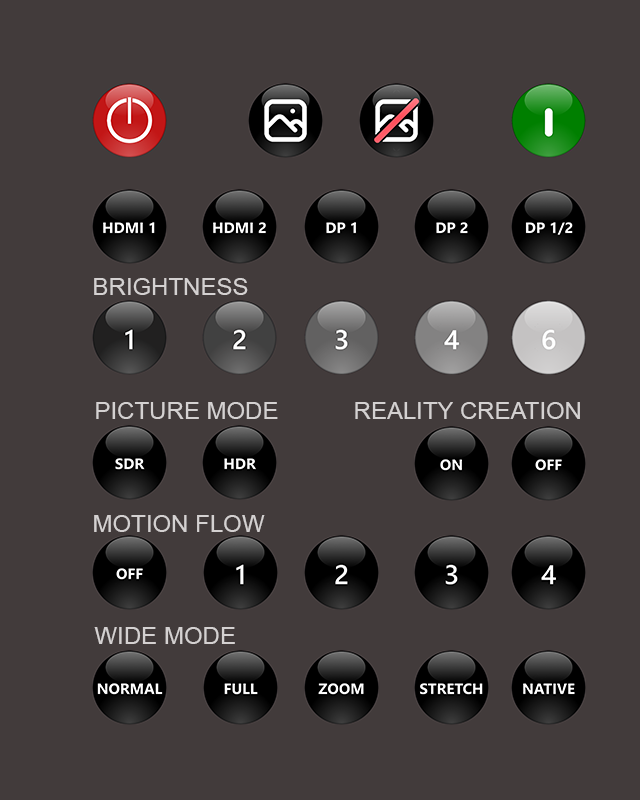 HDMI 1 HDMI 2 DP 1 DP 2 DP 1/2
BRIGHTNESS
1 2 3 4 6
PICTURE MODE REALITY CREATION
SDR HDR ON OFF
MOTION FLOW
OFF 1 2 3 4
WIDE MODE
NORMAL FULL ZOOM STRETCH NATIVE